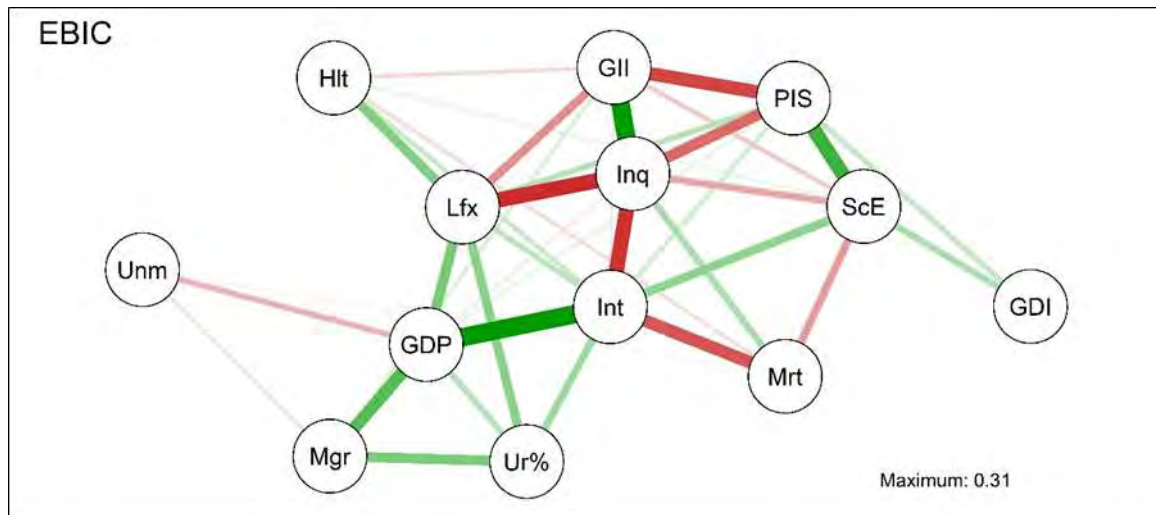 EBIC
Hlt
GII
PIS
Inq
Lfx
ScE
Unm
Int
GDI
GDP
Mrt
Mgr
Ur%
Maximum: 0.31